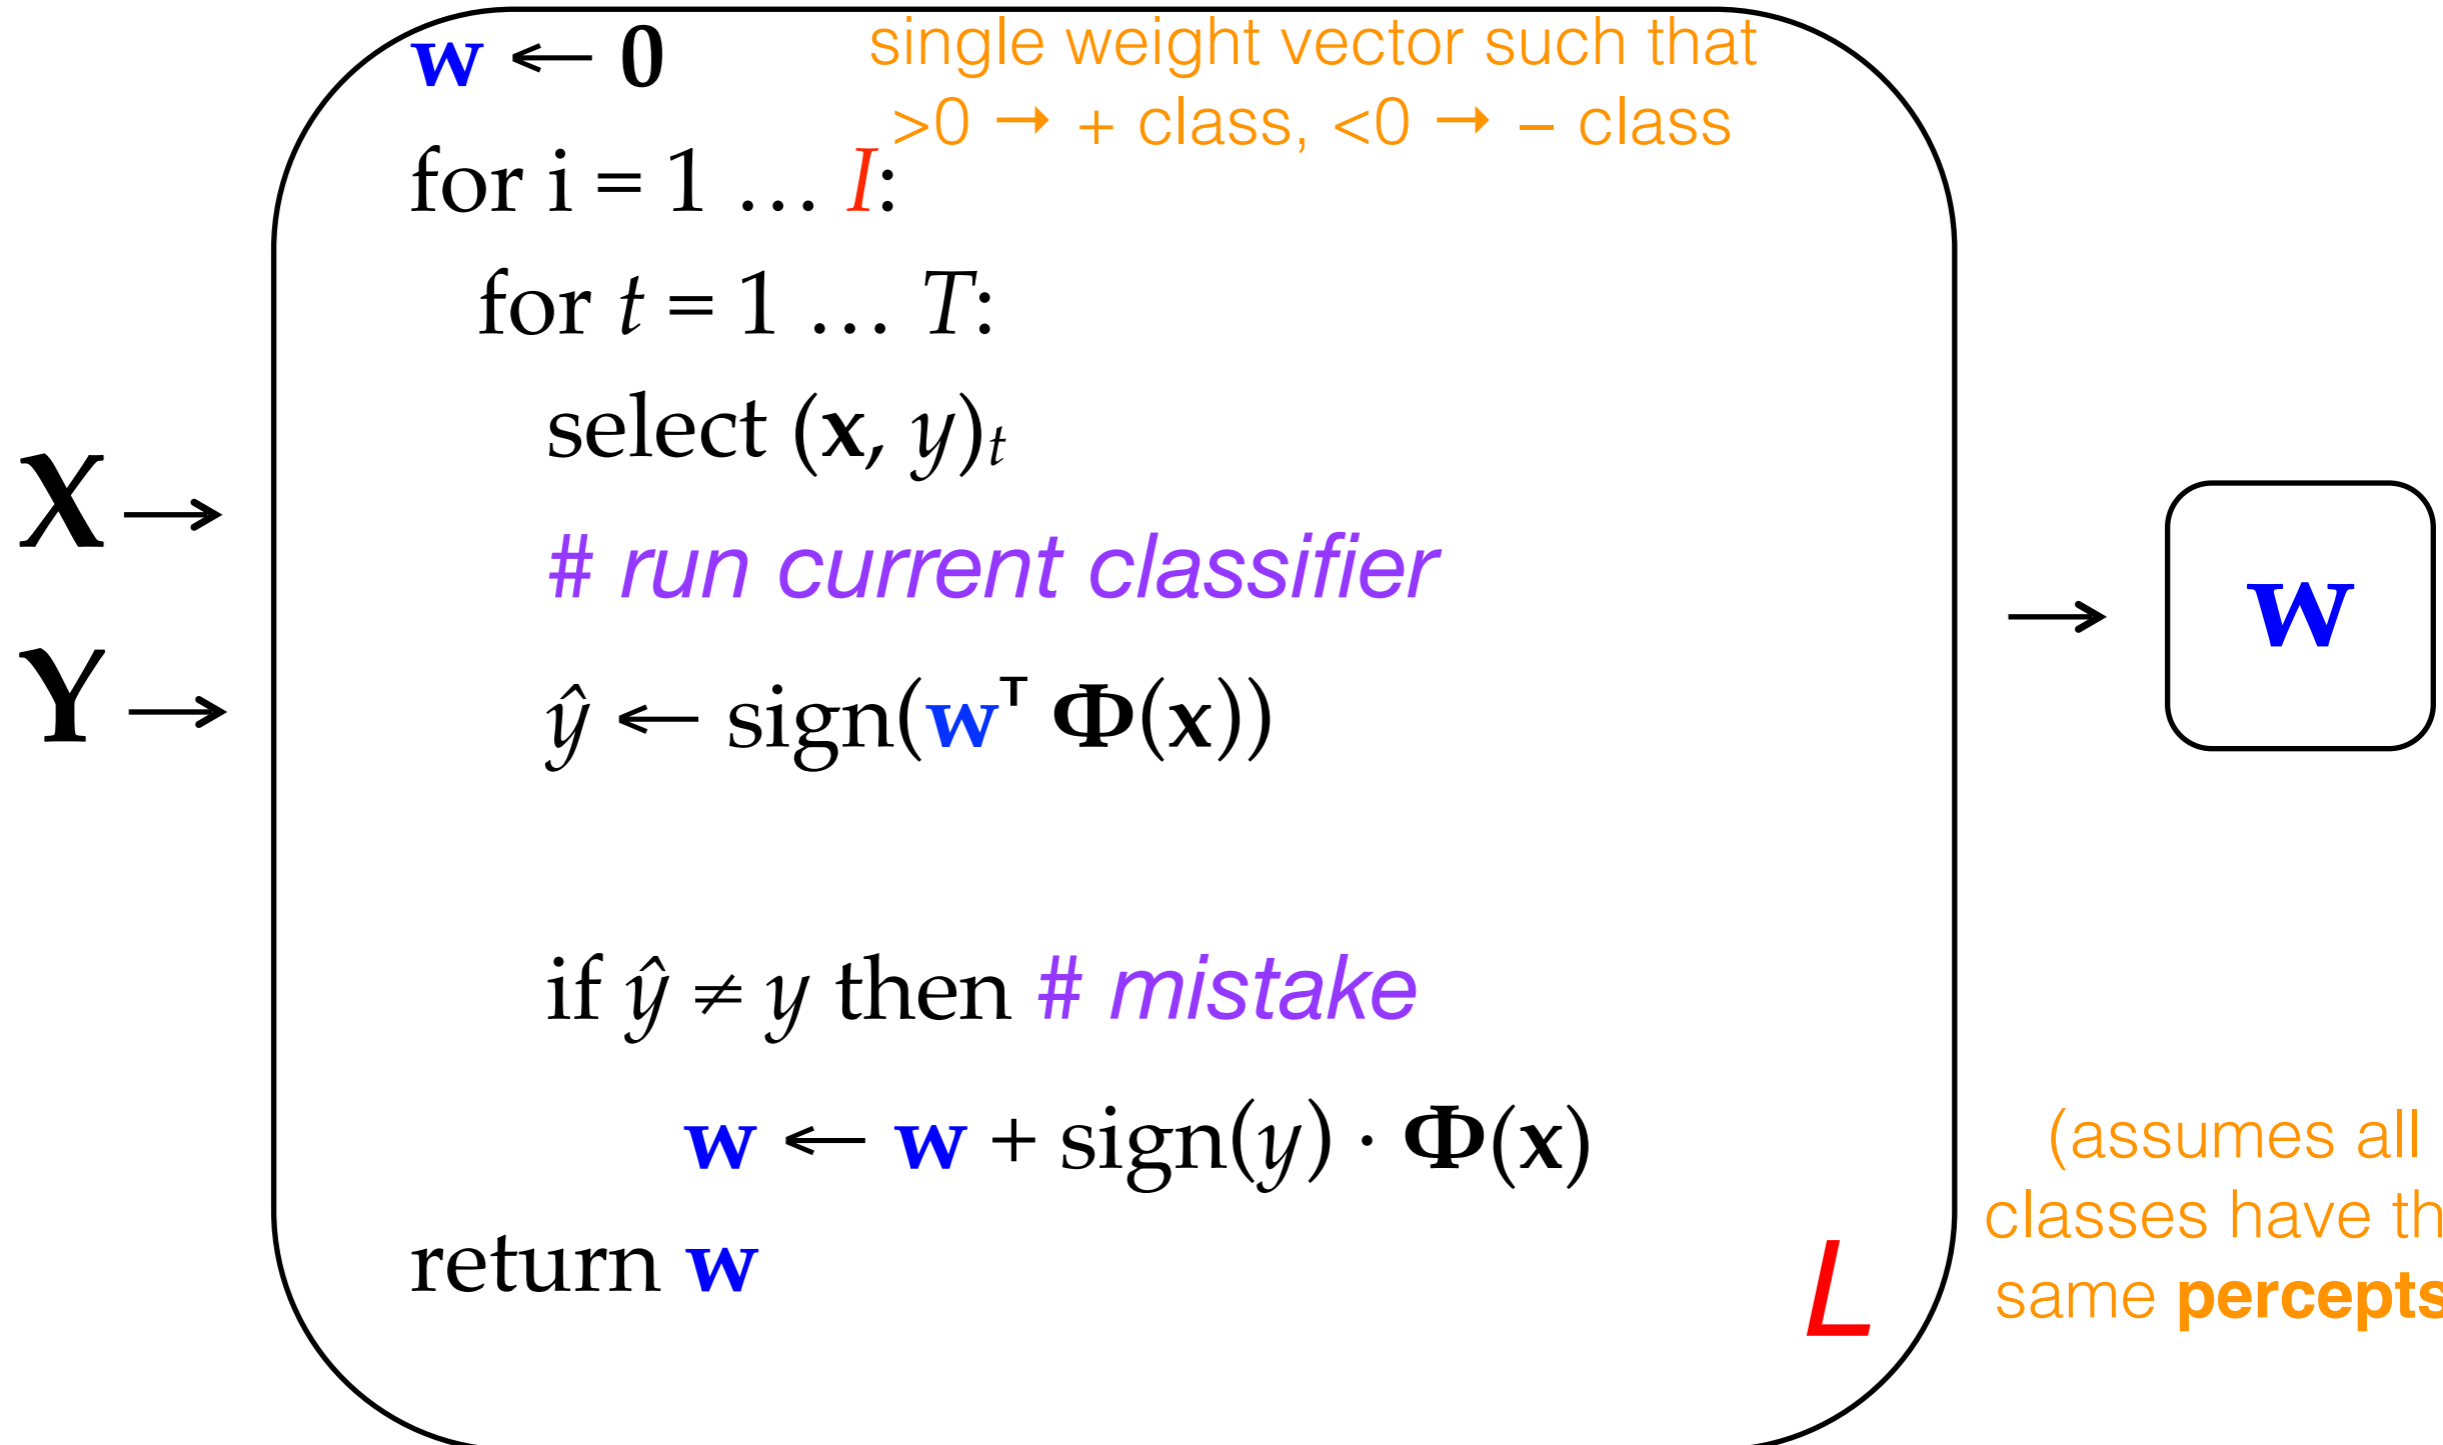 w ← 0
single weight vector such that
>0 → + class, <0 → – class
for i = 1 … I:
for t = 1 … T:
select (x, y)t
X →
# run current classifier
Y →
ŷ ← sign(wᵀ Φ(x))
→ w
if ŷ ≠ y then # mistake
w ← w + sign(y) · Φ(x)
return w
L
(assumes all
classes have th
same percepts